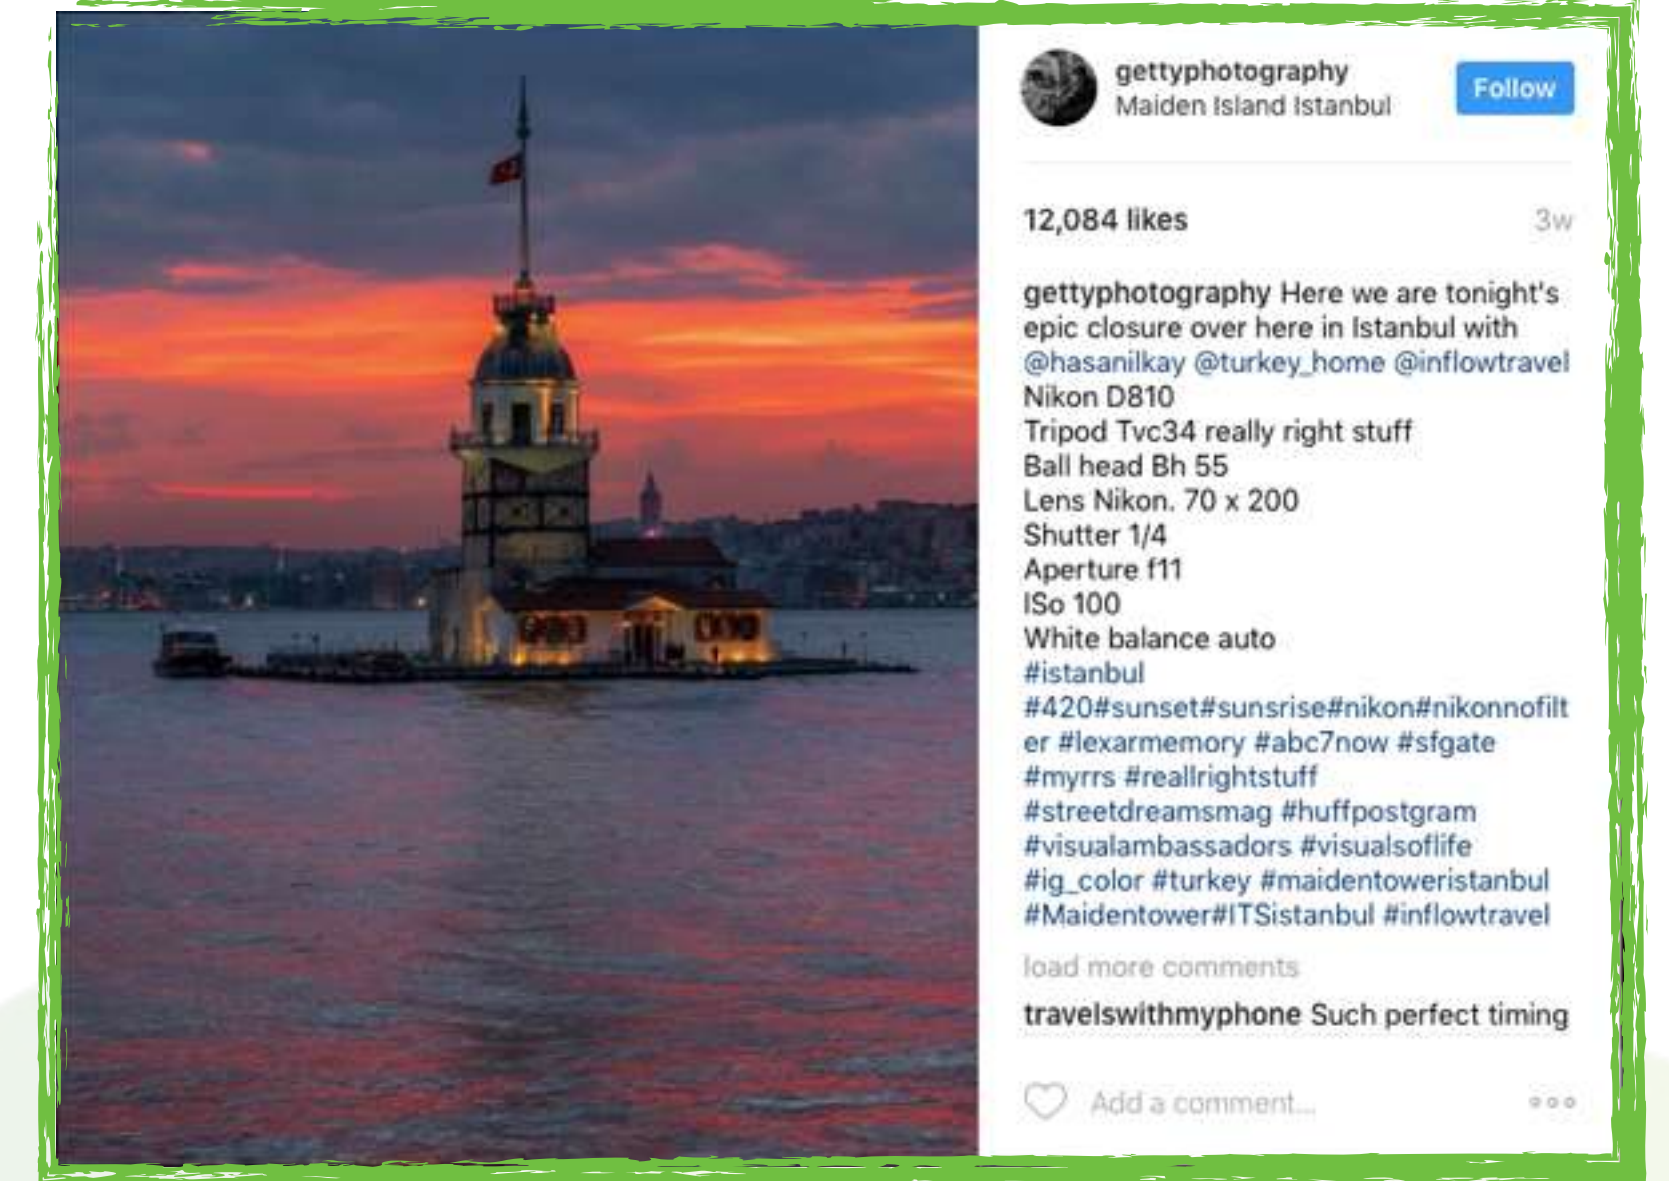 gettyphotography
Maiden Island Istanbul
Follow
12,084 likes
3w
gettyphotography Here we are tonight's
epic closure over here in Istanbul with
@hasanilkay @turkey_home @inflowtravel
Nikon D810
Tripod Tvc34 really right stuff
Ball head Bh 55
Lens Nikon. 70 x 200
Shutter 1/4
Aperture f11
ISo 100
White balance auto
#istanbul
#420#sunset#sunsrise#nikon#nikonnofilt
er #lexarmemory #abc7now #sfgate
#myrrs #reallrightstuff
#streetdreamsmag #huffpostgram
#visualambassadors #visualsoflife
#ig_color #turkey #maidentoweristanbul
#Maidentower#ITSistanbul #inflowtravel
load more comments
travelswithmyphone Such perfect timing
Add a comment...